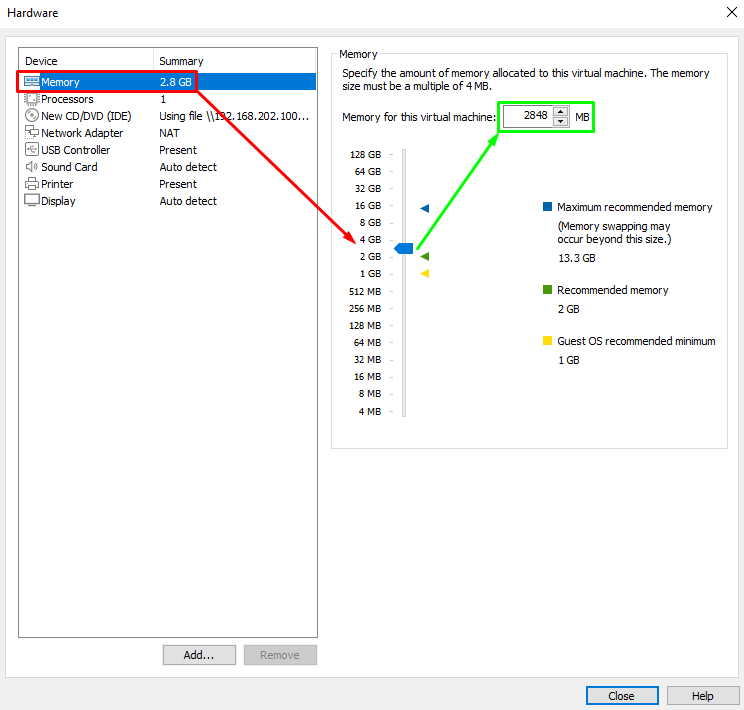 Hardware
Device Summary
Memory 2.8 GB
Processors 1
New CD/DVD (IDE) Using file \\192.168.202.100...
Network Adapter NAT
USB Controller Present
Sound Card Auto detect
Printer Present
Display Auto detect
Add...
Remove
Memory
Specify the amount of memory allocated to this virtual machine. The memory
size must be a multiple of 4 MB.
Memory for this virtual machine: 2848 MB
128 GB
64 GB
32 GB
16 GB
8 GB
4 GB
2 GB
1 GB
512 MB
256 MB
128 MB
64 MB
32 MB
16 MB
8 MB
4 MB
Maximum recommended memory
(Memory swapping may
occur beyond this size.)
13.3 GB
Recommended memory
2 GB
Guest OS recommended minimum
1 GB
Close
Help